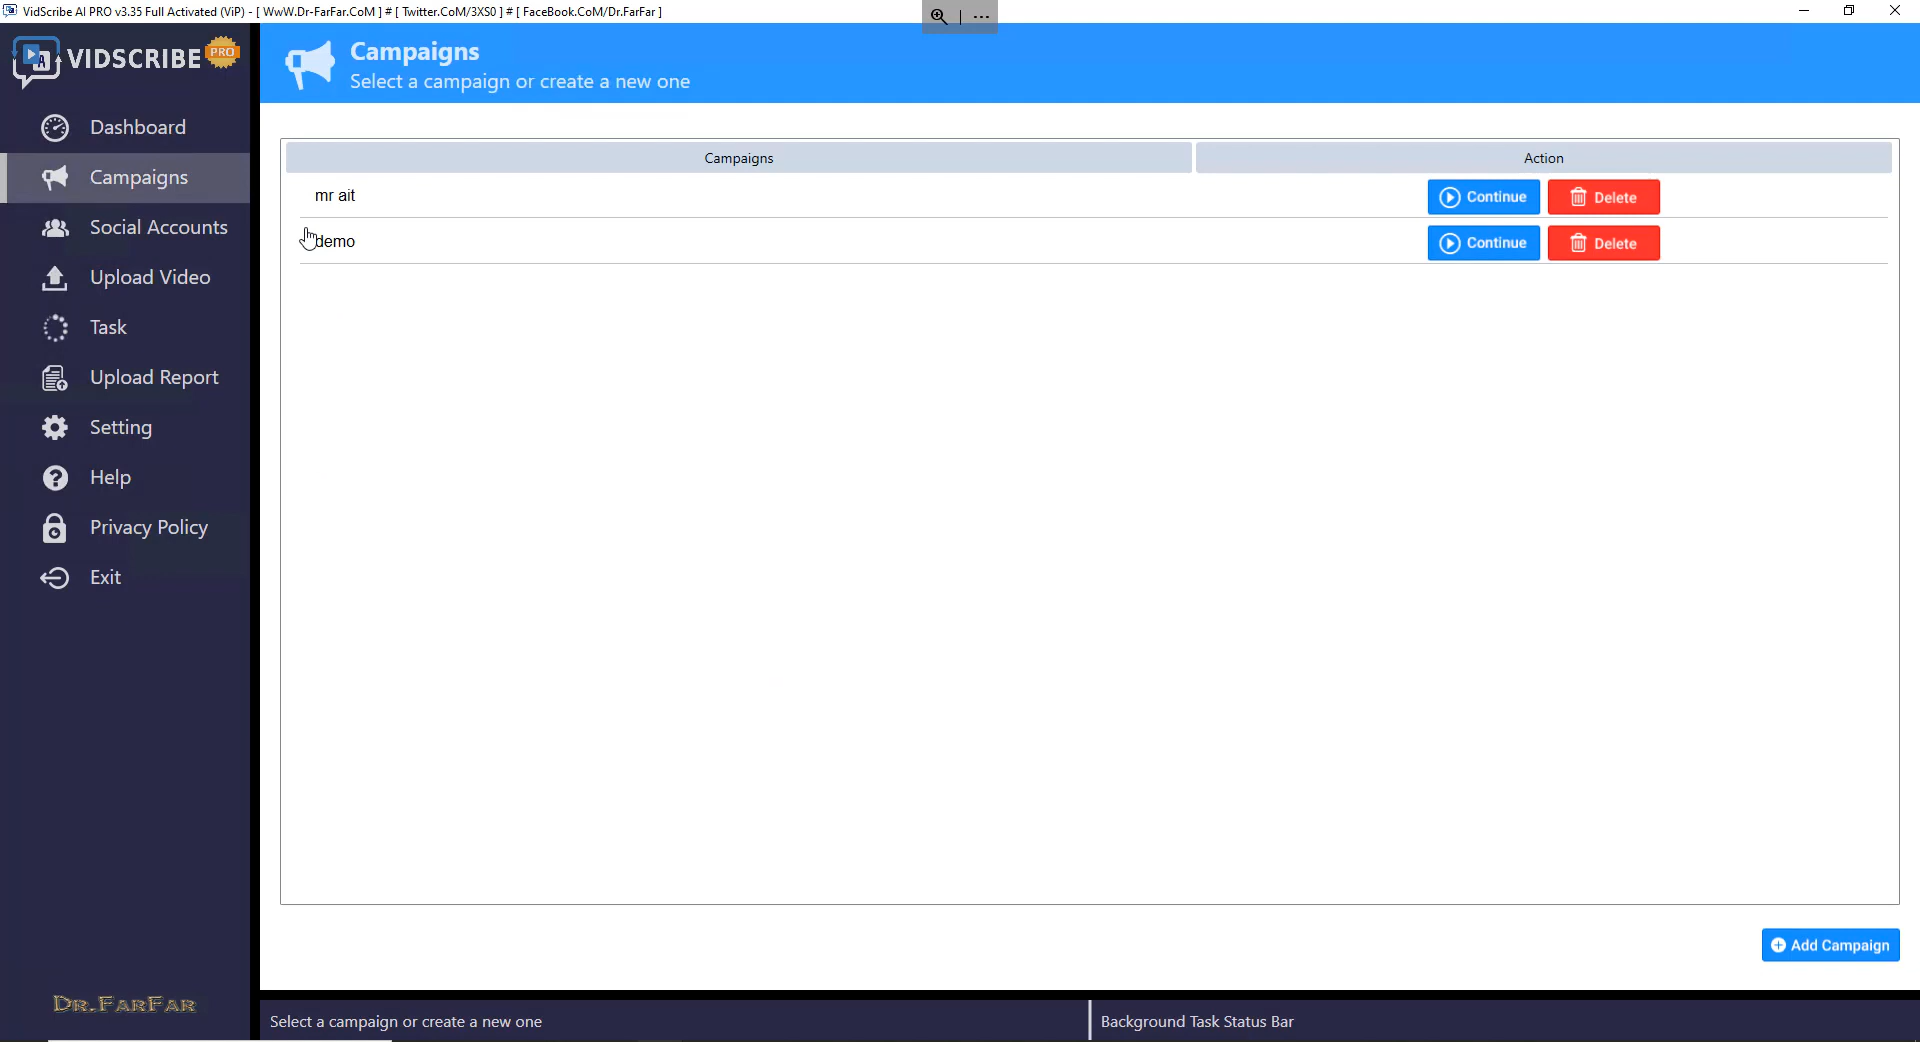 VidScribe AI PRO v3.35 Full Activated (ViP) - [ WwW.Dr-FarFar.CoM ] # [ Twitter.CoM/3XS0 ] # [ FaceBook.CoM/Dr.FarFar ]
VIDSCRIBE PRO
Campaigns
Select a campaign or create a new one
Dashboard
Campaigns
Social Accounts
Upload Video
Task
Upload Report
Setting
Help
Privacy Policy
Exit
DR.FARFAR
Campaigns Action
mr ait Continue Delete
demo Continue Delete
Add Campaign
Select a campaign or create a new one
Background Task Status Bar